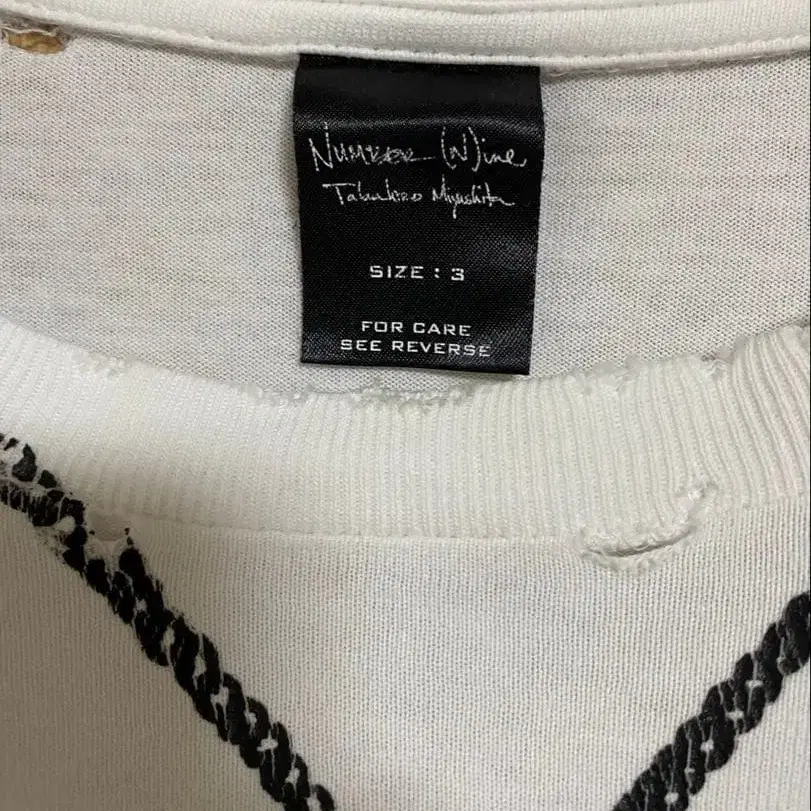 NUMBER (N)ine
Takahiro Miyashita
SIZE : 3
FOR CARE
SEE REVERSE